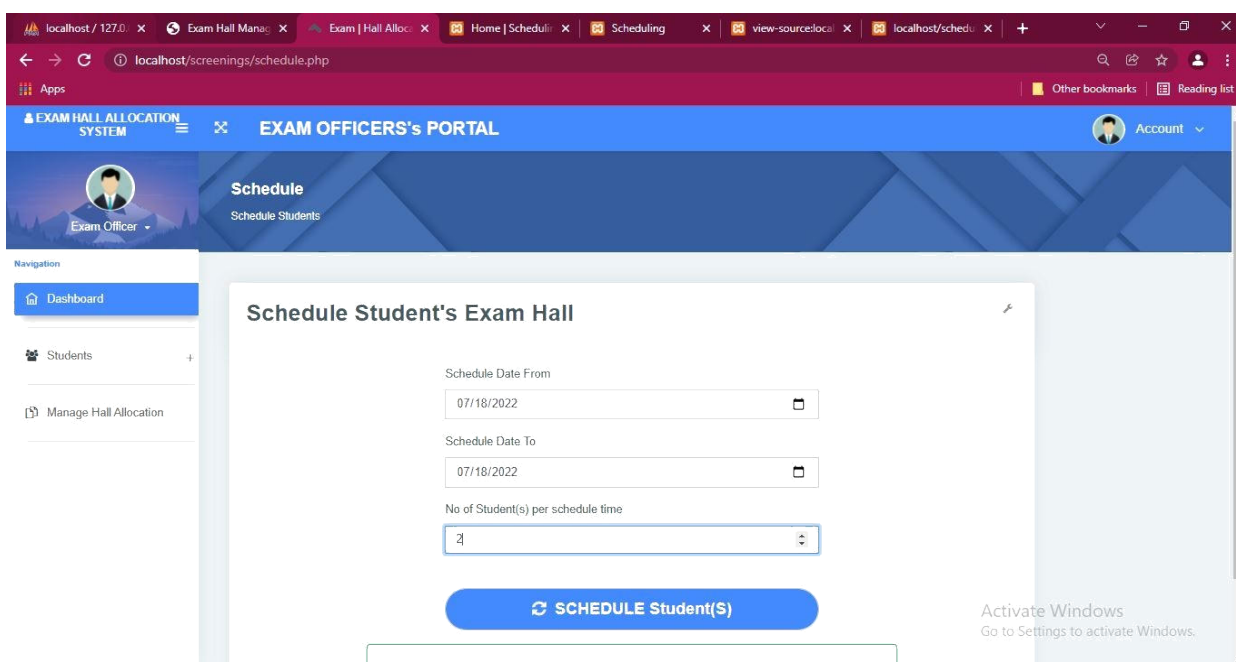 localhost / 127.0.
Exam Hall Manag
Exam | Hall Alloca
Home | Schedulin
Scheduling
view-source:local
localhost/schedu
localhost/screenings/schedule.php
Apps
Other bookmarks
Reading list
EXAM HALL ALLOCATION
SYSTEM
EXAM OFFICERS's PORTAL
Account
Exam Officer
Schedule
Schedule Students
Navigation
Dashboard
Students
Manage Hall Allocation
Schedule Student's Exam Hall
Schedule Date From
07/18/2022
Schedule Date To
07/18/2022
No of Student(s) per schedule time
2
SCHEDULE Student(S)
Activate Windows
Go to Settings to activate Windows.